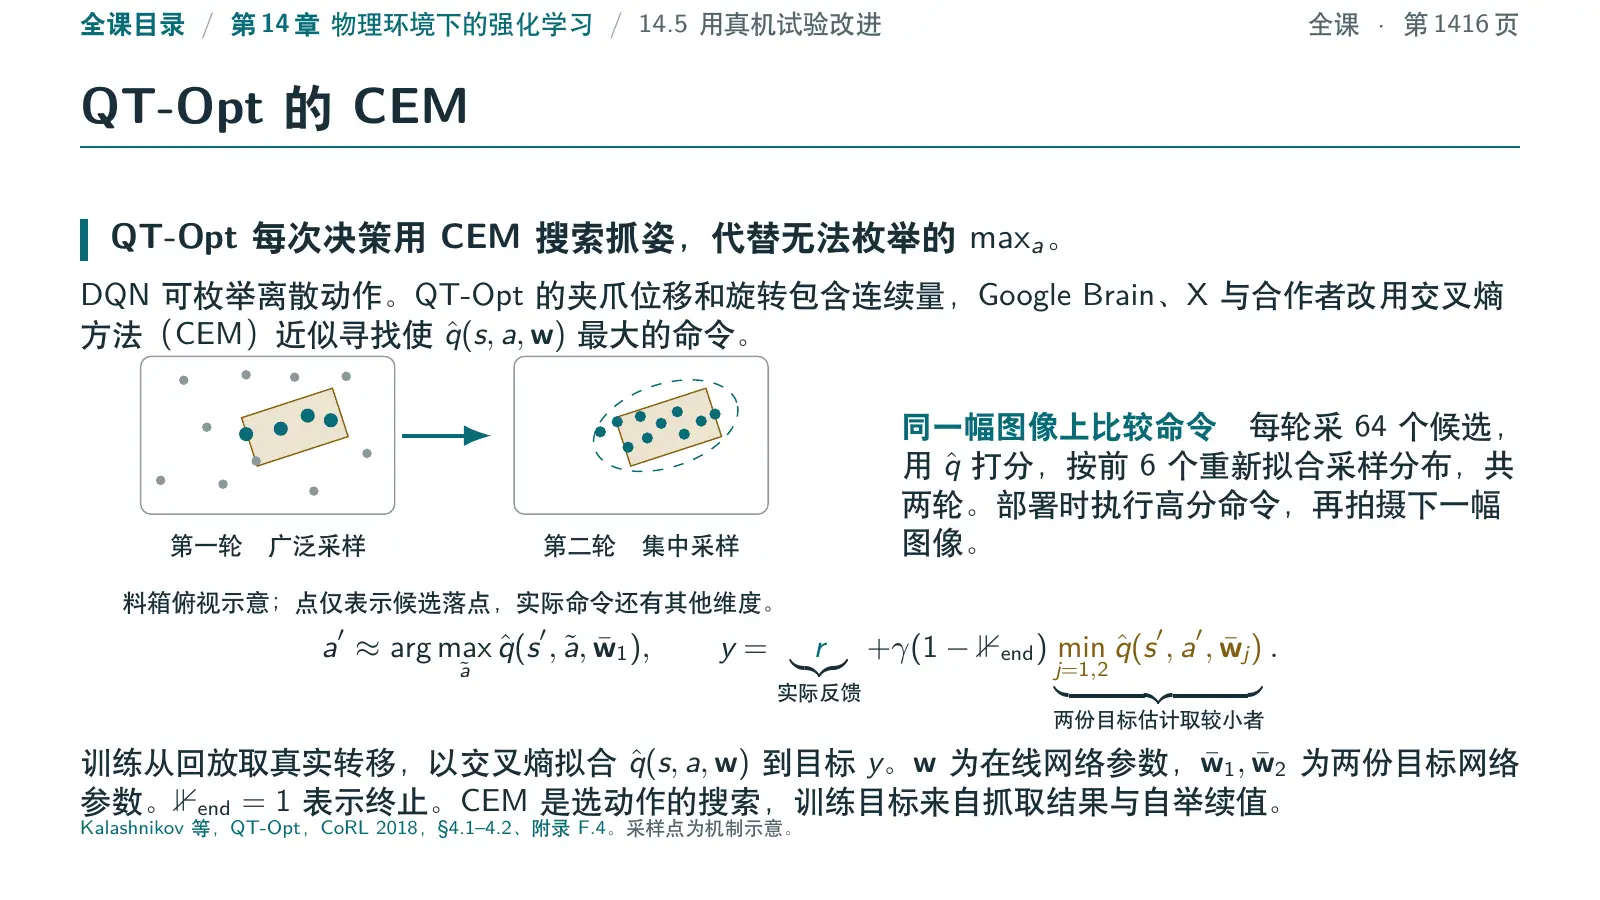 全课目录 / 第 14 章 物理环境下的强化学习 / 14.5 用真机试验改进
全课 · 第 1416 页
QT-Opt 的 CEM
QT-Opt 每次决策用 CEM 搜索抓姿，代替无法枚举的 maxₐ。
DQN 可枚举离散动作。QT-Opt 的夹爪位移和旋转包含连续量，Google Brain、X 与合作者改用交叉熵
方法（CEM）近似寻找使 q̂(s, a, w) 最大的命令。
第一轮 广泛采样
第二轮 集中采样
料箱俯视示意；点仅表示候选落点，实际命令还有其他维度。
同一幅图像上比较命令 每轮采 64 个候选，
用 q̂ 打分，按前 6 个重新拟合采样分布，共
两轮。部署时执行高分命令，再拍摄下一幅
图像。
a′ ≈ arg max_ã q̂(s′, ã, w̄₁), y = r +γ(1 − 𝟙_end) min_{j=1,2} q̂(s′, a′, w̄ⱼ).
实际反馈
两份目标估计取较小者
训练从回放取真实转移，以交叉熵拟合 q̂(s, a, w) 到目标 y。w 为在线网络参数，w̄₁, w̄₂ 为两份目标网络
参数。𝟙_end = 1 表示终止。CEM 是选动作的搜索，训练目标来自抓取结果与自举续值。
Kalashnikov 等，QT-Opt，CoRL 2018，§4.1–4.2、附录 F.4。采样点为机制示意。